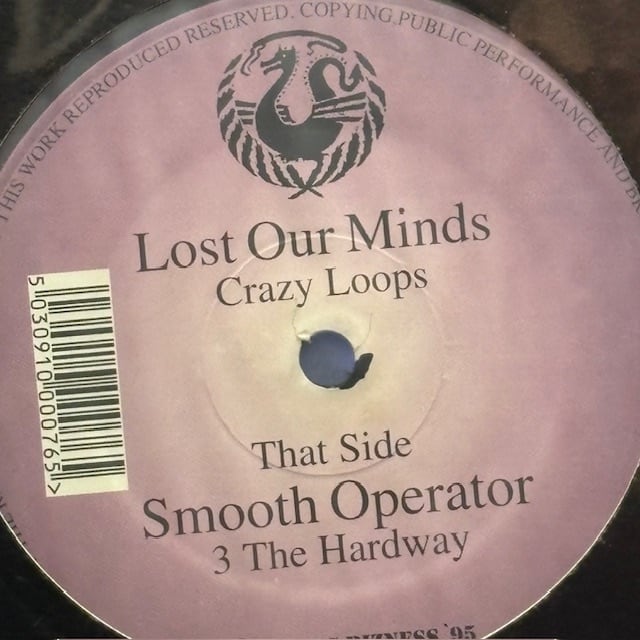 THIS WORK REPRODUCED RESERVED. COPYING,PUBLIC PERFORMANCE AND
Lost Our Minds
Crazy Loops
5 030910 000765 >
That Side
Smooth Operator
3 The Hardway
BIZNESS '95